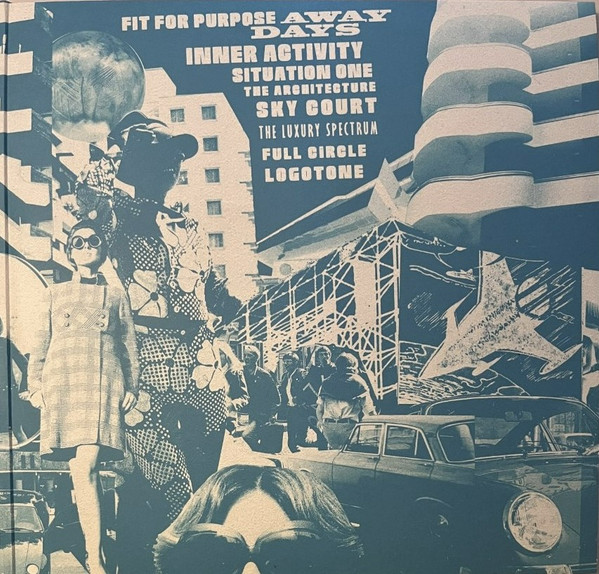 FIT FOR PURPOSE AWAY
DAYS
INNER ACTIVITY
SITUATION ONE
THE ARCHITECTURE
SKY COURT
THE LUXURY SPECTRUM
FULL CIRCLE
LOGOTONE